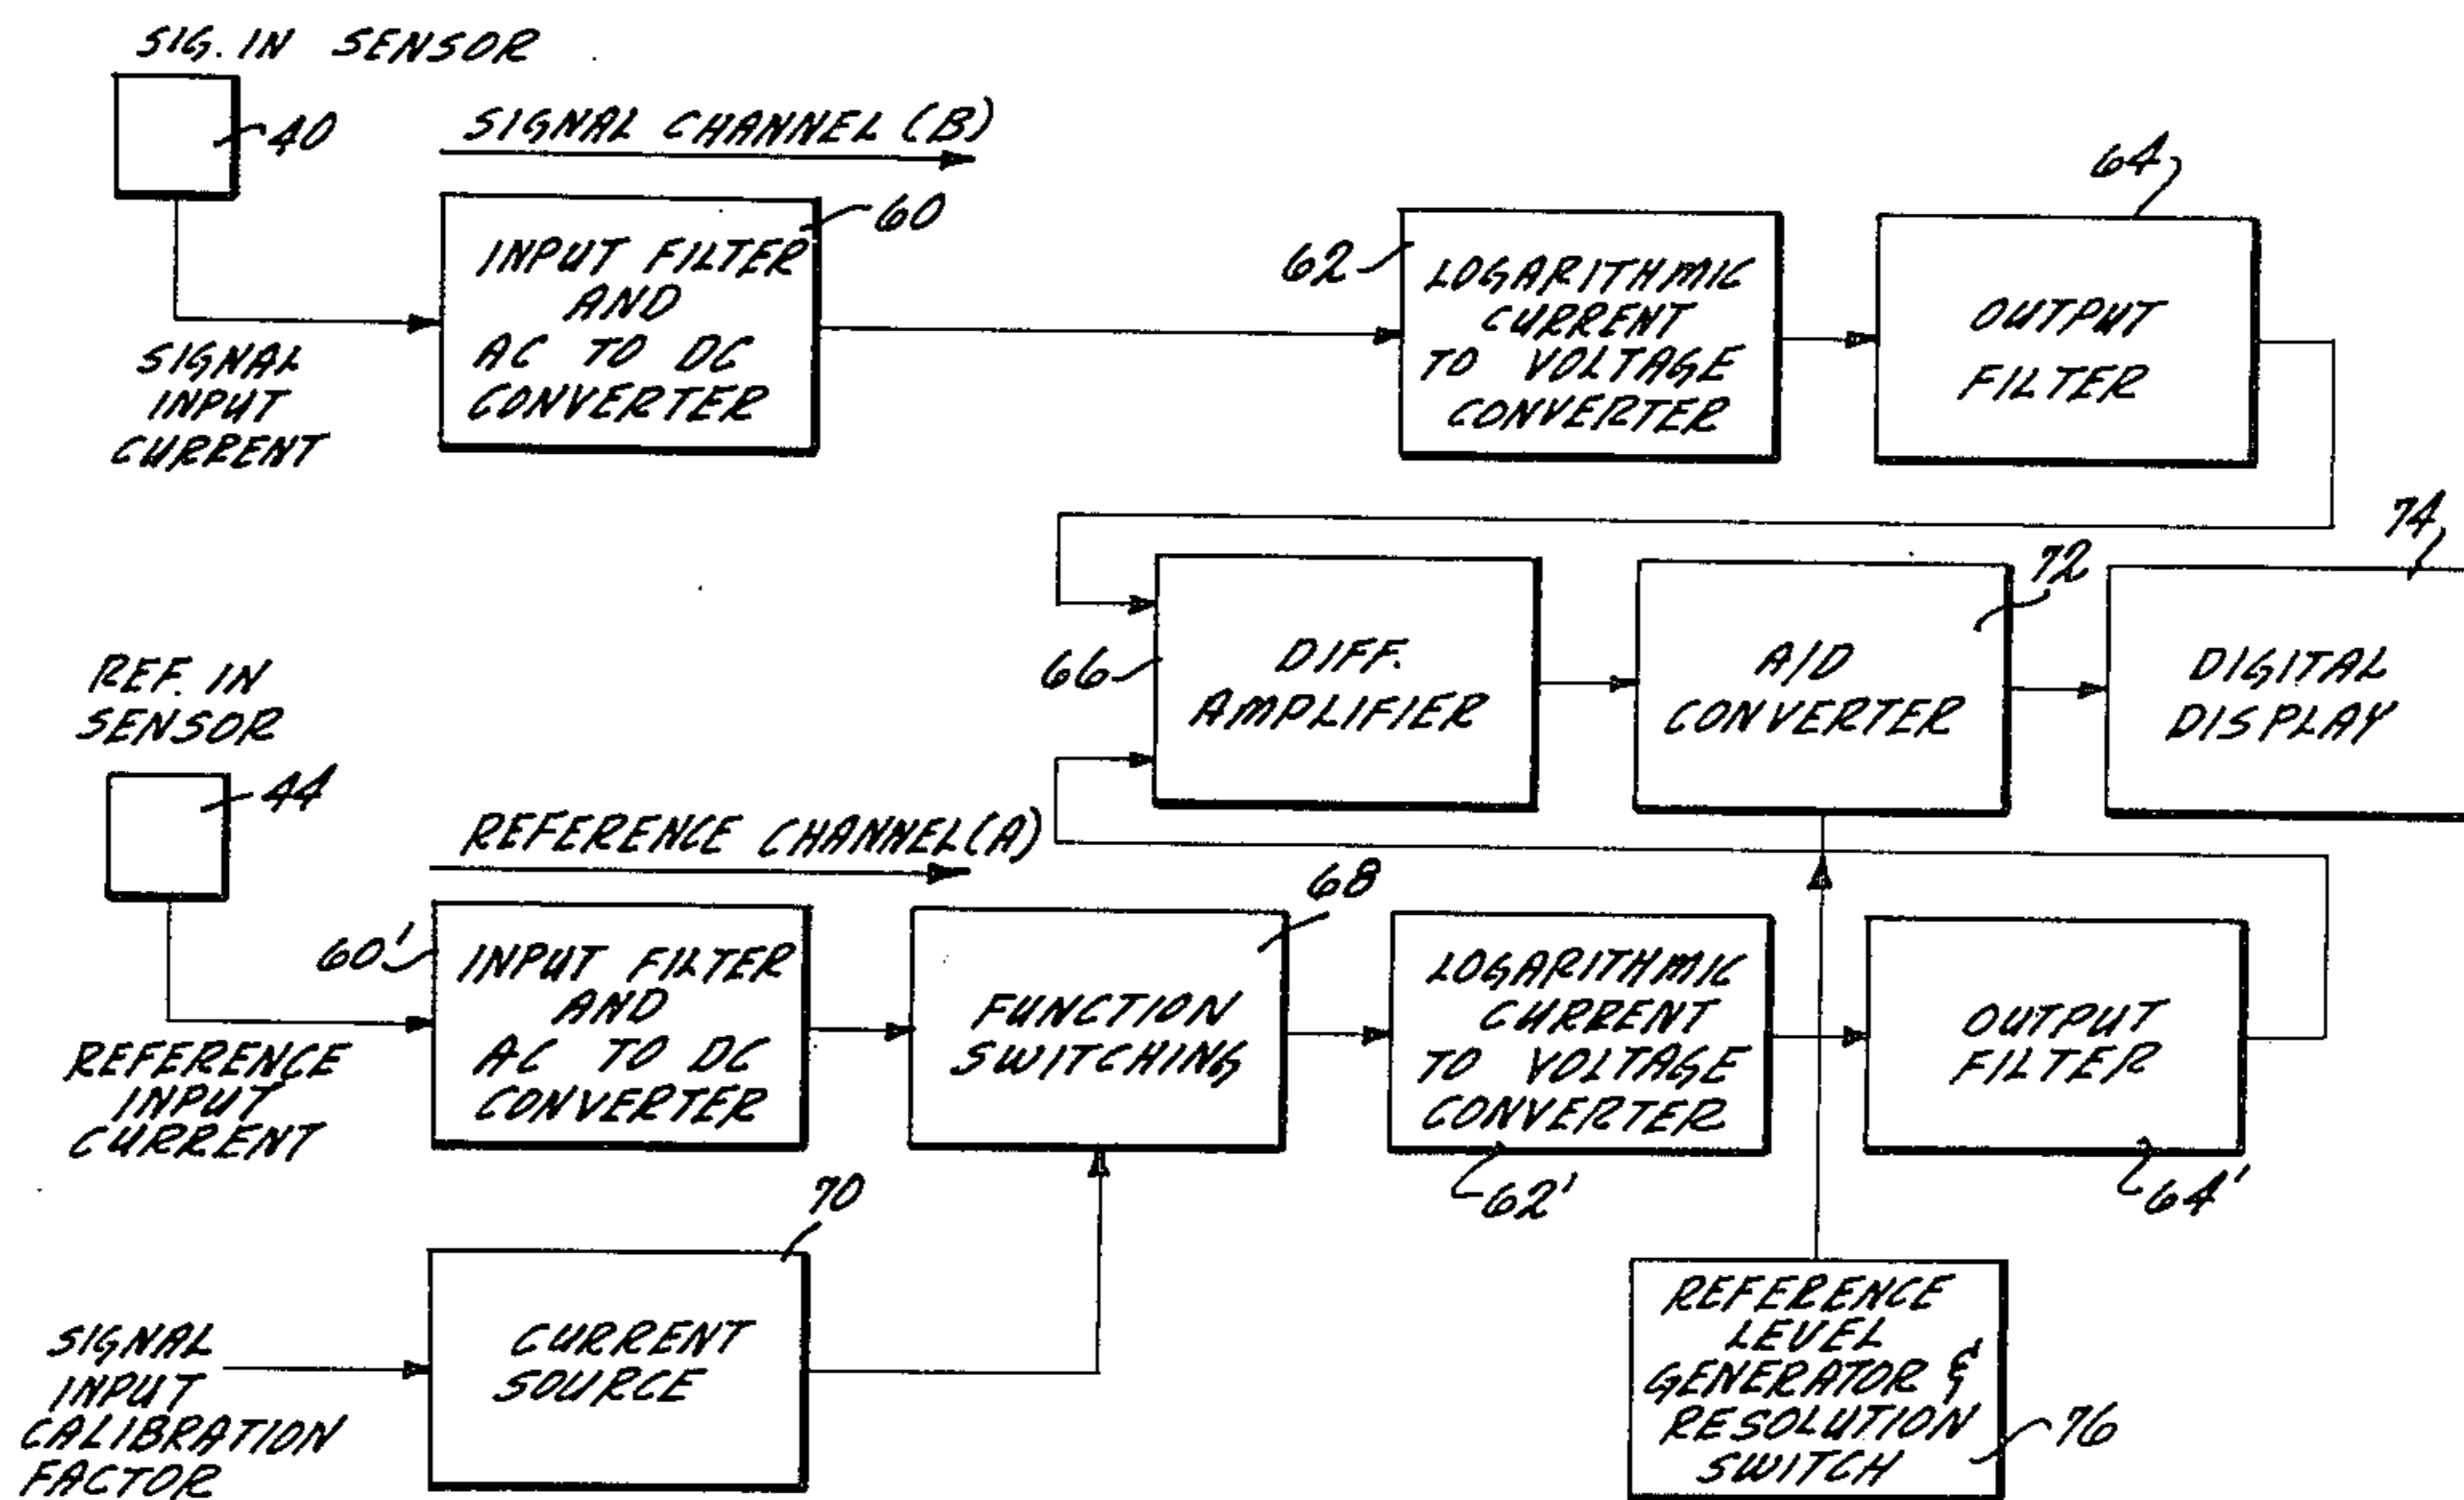 SIG. IN SENSOR
40
SIGNAL CHANNEL (B)
SIGNAL
INPUT
CURRENT
INPUT FILTER
AND
AC TO DC
CONVERTER
60
62
LOGARITHMIC
CURRENT
TO VOLTAGE
CONVERTER
64
OUTPUT
FILTER
66
DIFF.
AMPLIFIER
72
A/D
CONVERTER
74
DIGITAL
DISPLAY
REF. IN
SENSOR
44
REFERENCE CHANNEL (A)
REFERENCE
INPUT
CURRENT
60'
INPUT FILTER
AND
AC TO DC
CONVERTER
68
FUNCTION
SWITCHING
LOGARITHMIC
CURRENT
TO VOLTAGE
CONVERTER
62'
OUTPUT
FILTER
64'
SIGNAL
INPUT
CALIBRATION
FACTOR
70
CURRENT
SOURCE
REFERENCE
LEVEL
GENERATOR &
RESOLUTION
SWITCH
76